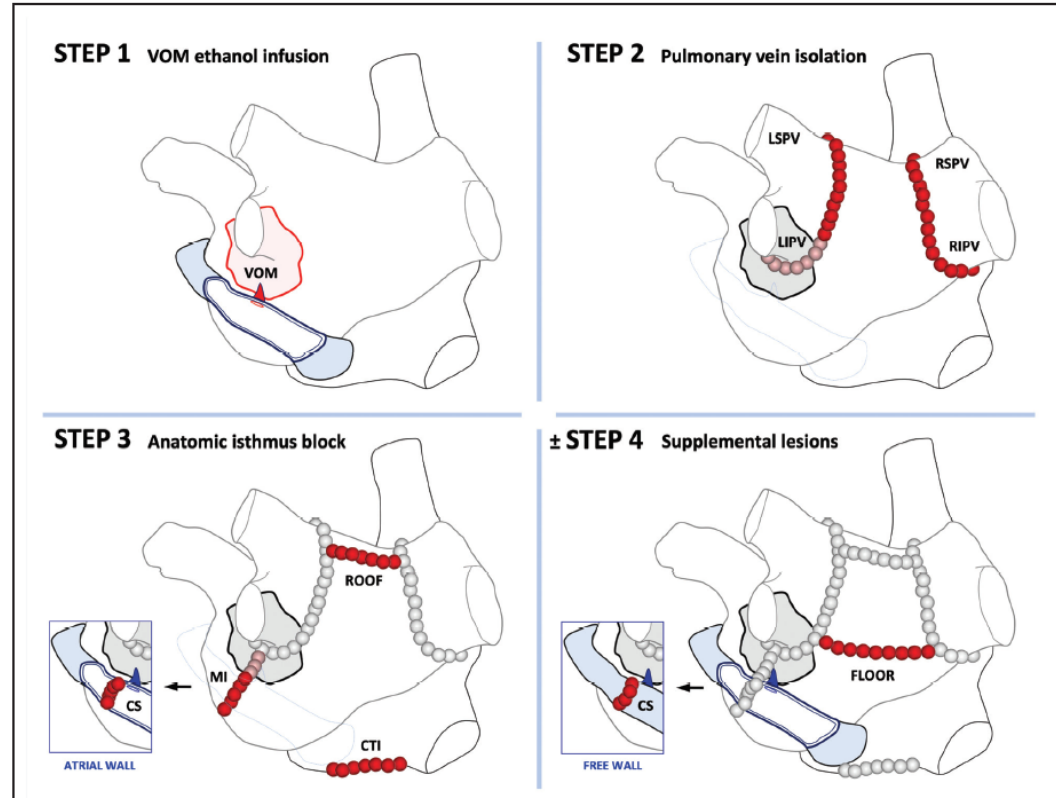 STEP 1 VOM ethanol infusion
VOM
STEP 2 Pulmonary vein isolation
LSPV
RSPV
LIPV
RIPV
STEP 3 Anatomic isthmus block
ROOF
MI
CS
CTI
ATRIAL WALL
± STEP 4 Supplemental lesions
FLOOR
CS
FREE WALL